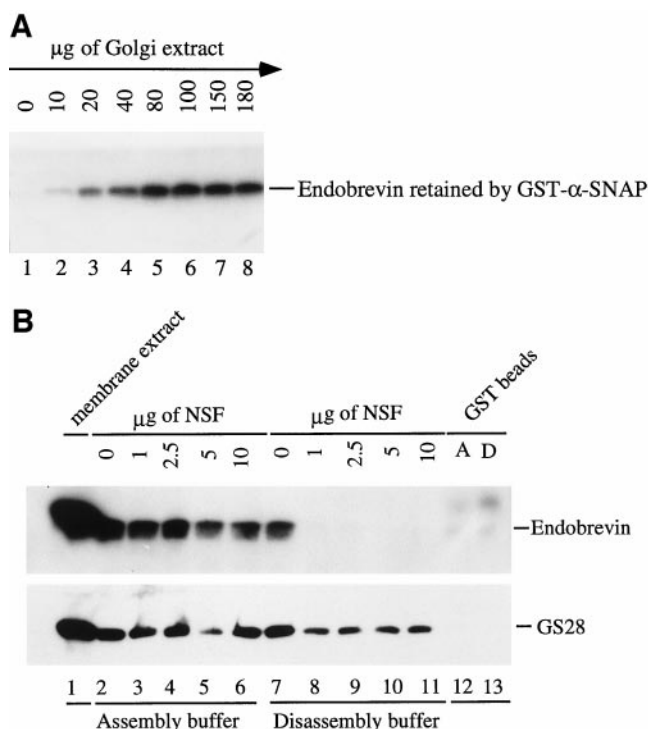 A
µg of Golgi extract
0 10 20 40 80 100 150 180
Endobrevin retained by GST-α-SNAP
1 2 3 4 5 6 7 8
B
membrane extract
µg of NSF
µg of NSF
GST beads
0 1 2.5 5 10 0 1 2.5 5 10 A D
Endobrevin
GS28
1 2 3 4 5 6 7 8 9 10 11 12 13
Assembly buffer
Disassembly buffer